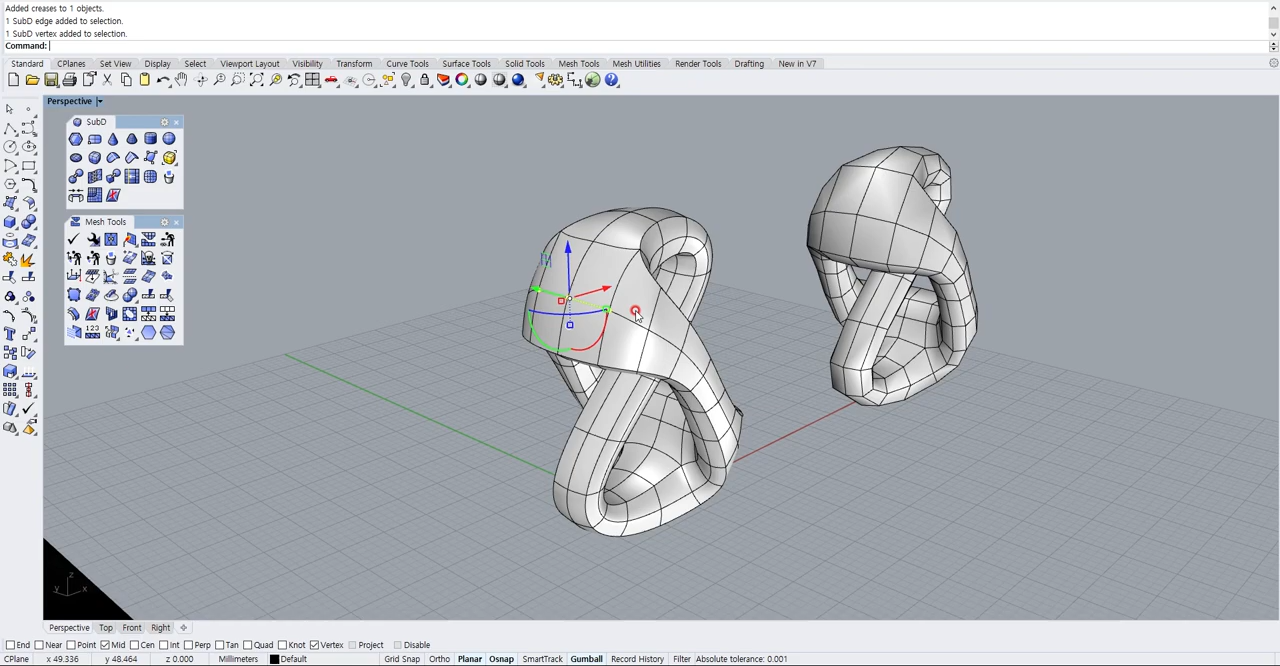 Added creases to 1 objects.
1 SubD edge added to selection.
1 SubD vertex added to selection.
Command:
Standard CPlanes Set View Display Select Viewport Layout Visibility Transform Curve Tools Surface Tools Solid Tools Mesh Tools Mesh Utilities Render Tools Drafting New in V7
Perspective
SubD
Mesh Tools
123
z
y x
Perspective Top Front Right
End Near Point Mid Cen Int Perp Tan Quad Knot Vertex Project Disable
CPlane x 49.336 y 48.464 z 0.000 Millimeters Default Grid Snap Ortho Planar Osnap SmartTrack Gumball Record History Filter Absolute tolerance: 0.001